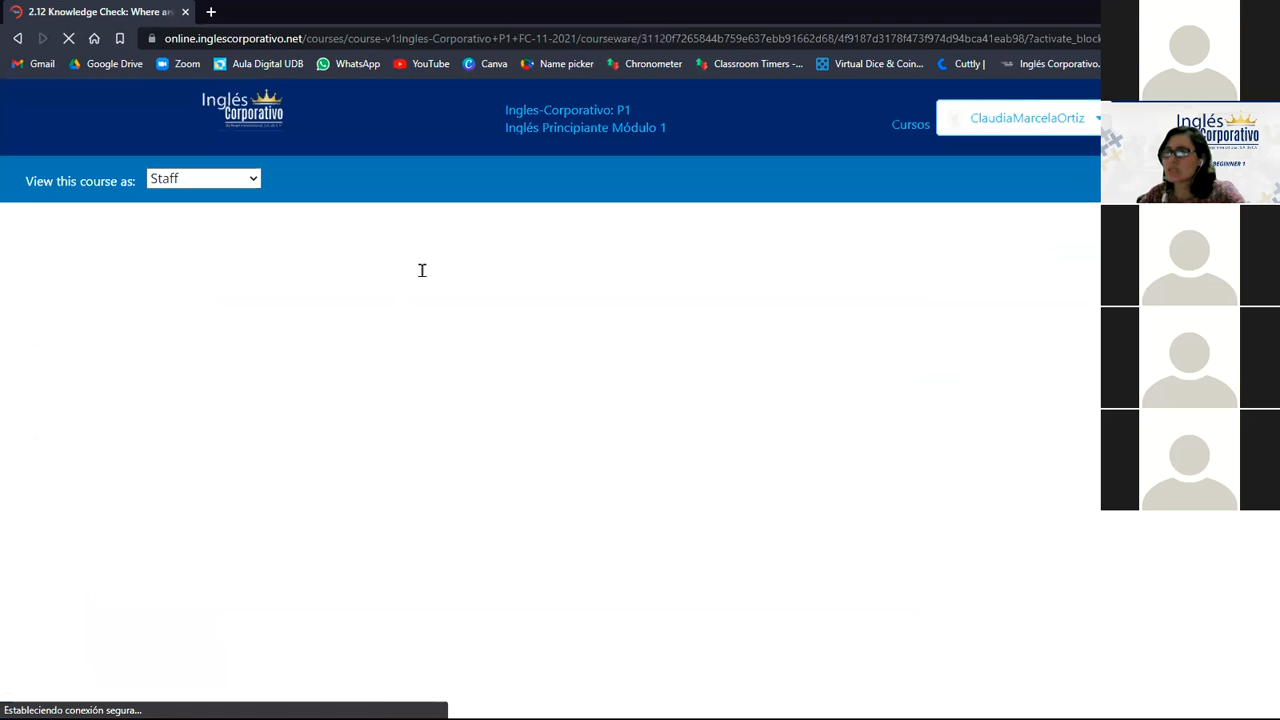 2.12 Knowledge Check: Where ar
online.inglescorporativo.net/courses/course-v1:Ingles-Corporativo+P1+FC-11-2021/courseware/31120f7265844b759e635ebb91662d68/4f0b87d3178f473f974d94bca41eab98/?activate_block
Gmail
Google Drive
Zoom
Aula Digital UDB
WhatsApp
YouTube
Canva
Name picker
Chronometer
Classroom Timers -...
Virtual Dice & Coin...
Cuttly |
Inglés Corporativo.
Inglés
Corporativo
Ingles-Corporativo: P1
Inglés Principiante Módulo 1
Cursos
ClaudiaMarcelaOrtiz
View this course as:
Staff
Inglés
Corporativo
BEGINNER 1
Estableciendo conexión segura...